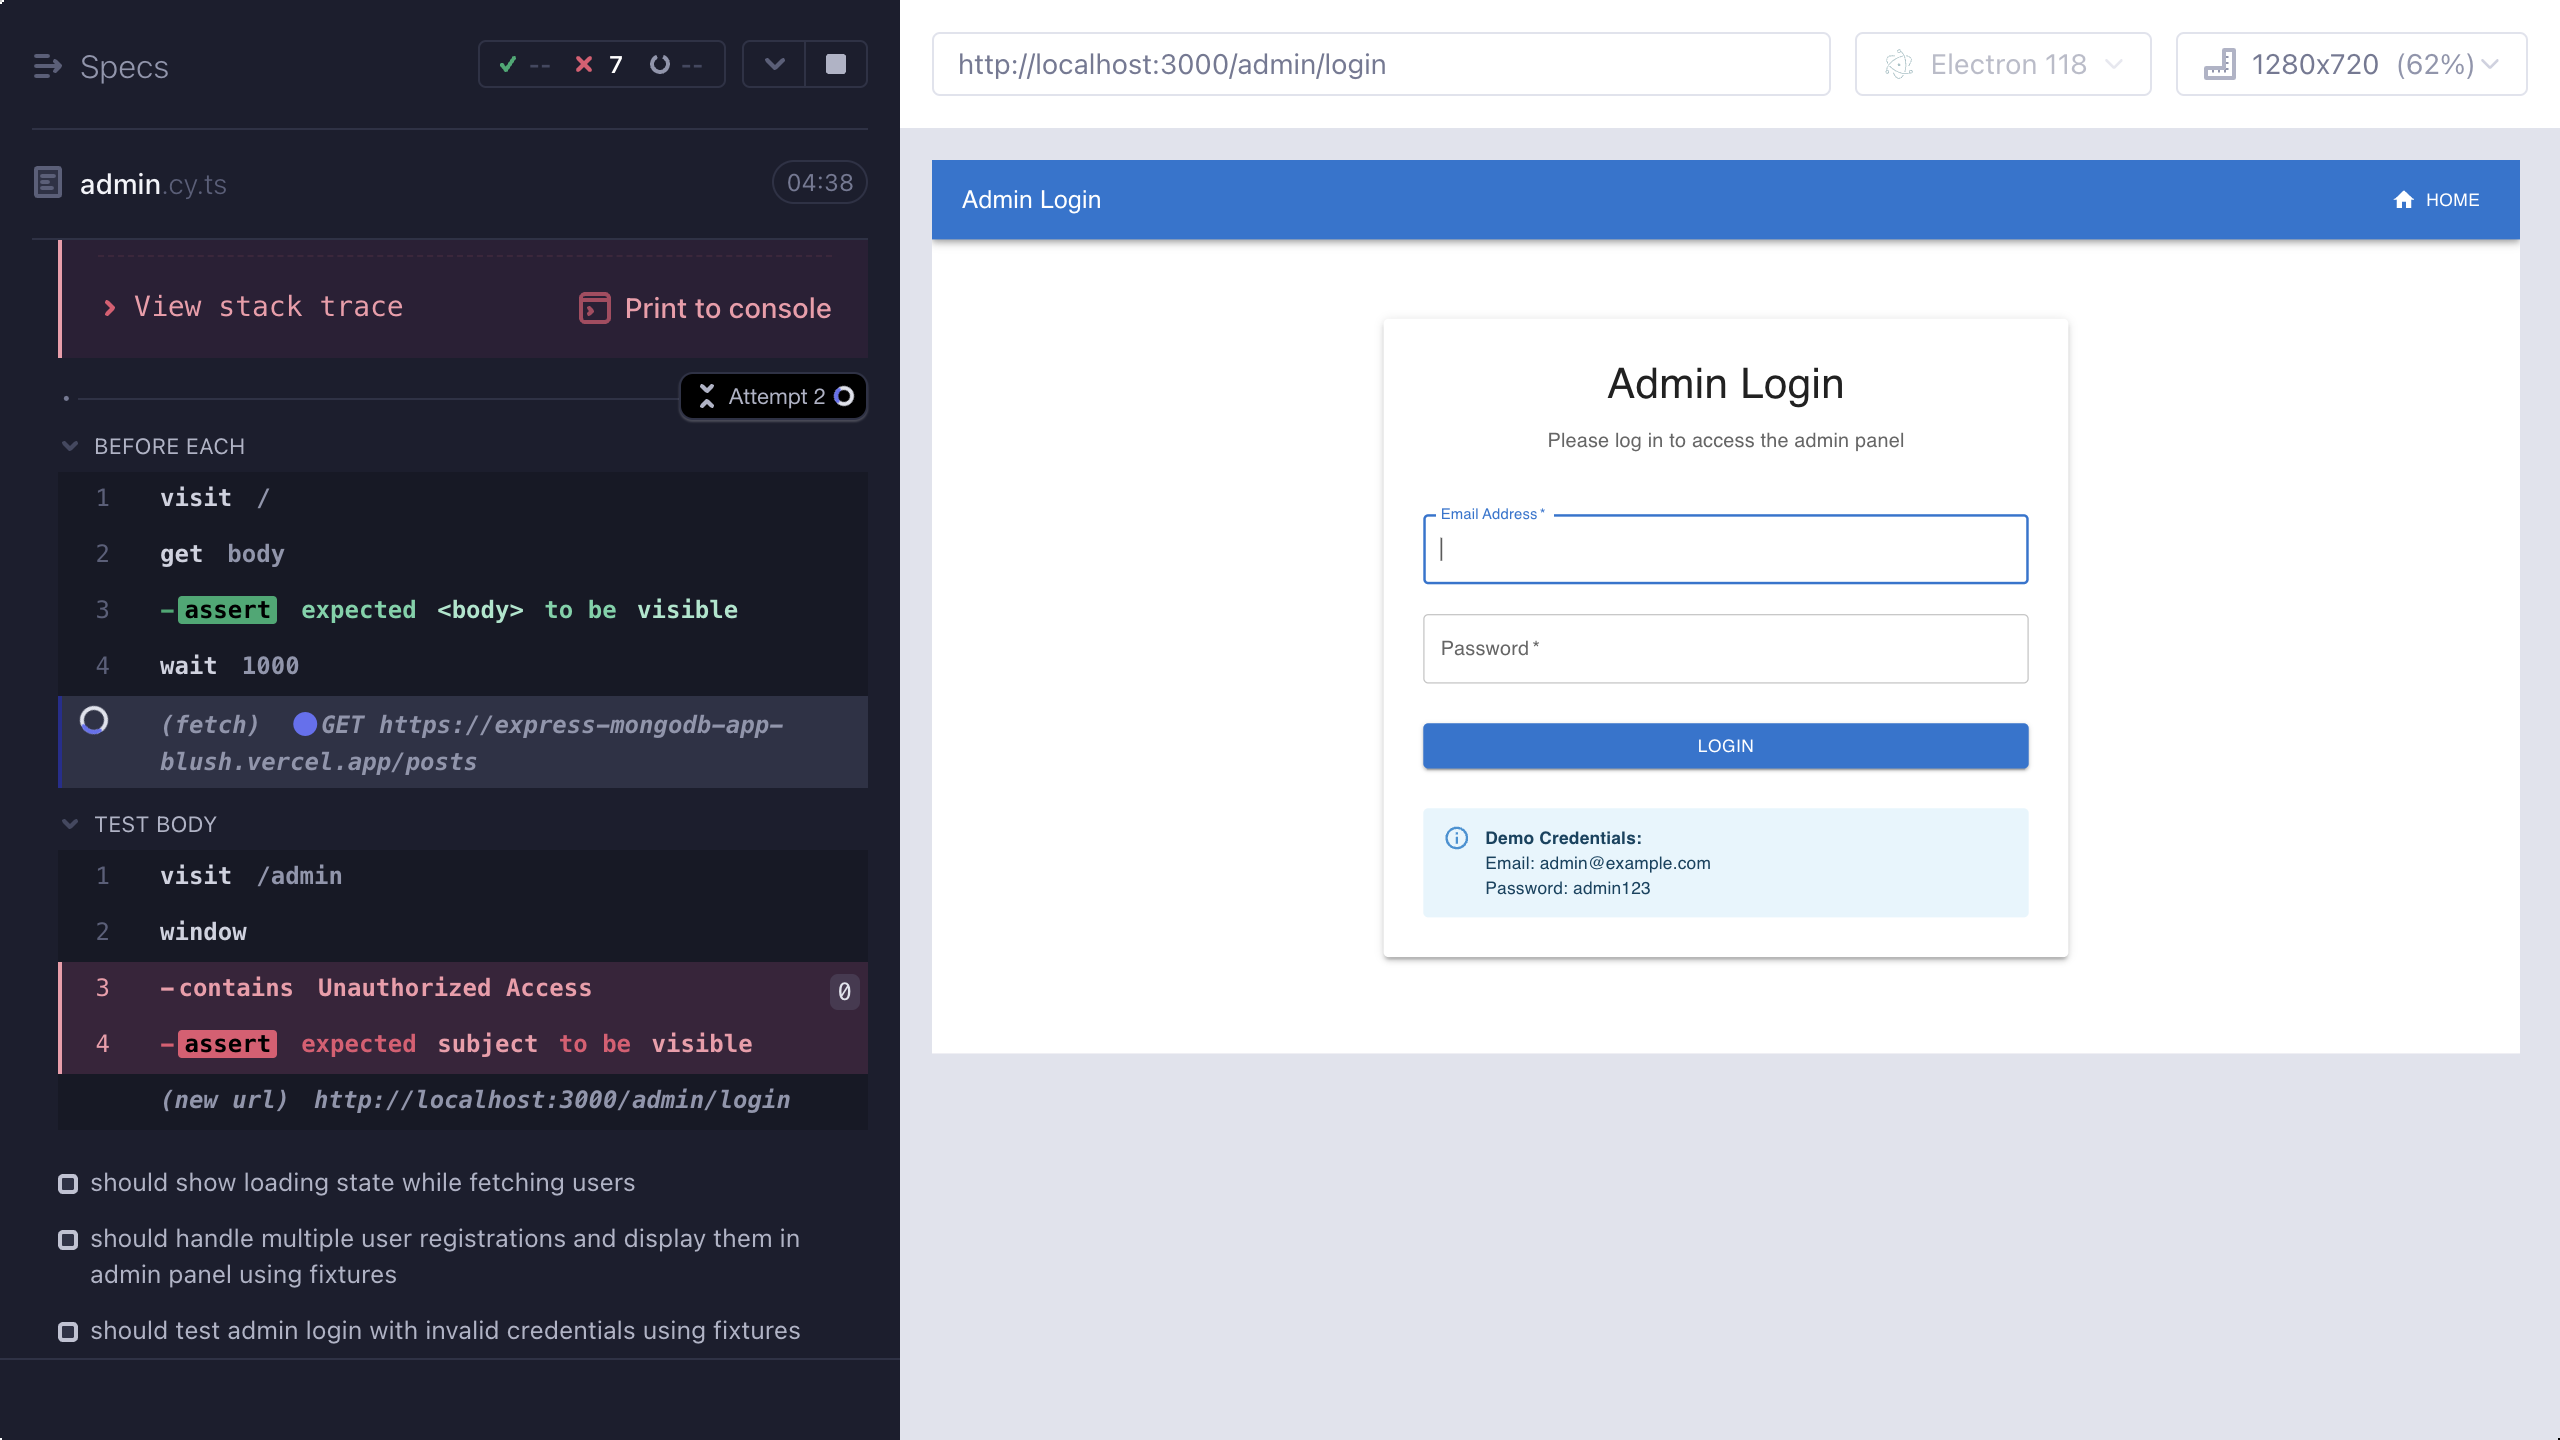 Specs
-- 7 --
admin.cy.ts
04:38
View stack trace
Print to console
Attempt 2
BEFORE EACH
1 visit /
2 get body
3 -assert expected <body> to be visible
4 wait 1000
(fetch) GET https://express-mongodb-app-
blush.vercel.app/posts
TEST BODY
1 visit /admin
2 window
3 -contains Unauthorized Access 0
4 -assert expected subject to be visible
(new url) http://localhost:3000/admin/login
should show loading state while fetching users
should handle multiple user registrations and display them in
admin panel using fixtures
should test admin login with invalid credentials using fixtures
http://localhost:3000/admin/login
Electron 118
1280x720 (62%)
Admin Login
HOME
Admin Login
Please log in to access the admin panel
Email Address *
Password *
LOGIN
Demo Credentials:
Email: admin@example.com
Password: admin123